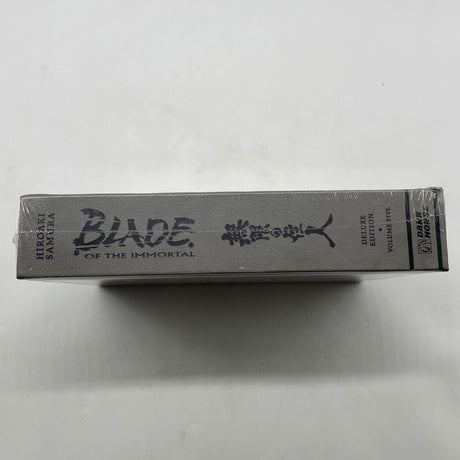 HIROAKI
SAMURA
BLADE
OF THE IMMORTAL
無限の住人
DELUXE
EDITION
VOLUME FIVE
DARK
HORSE